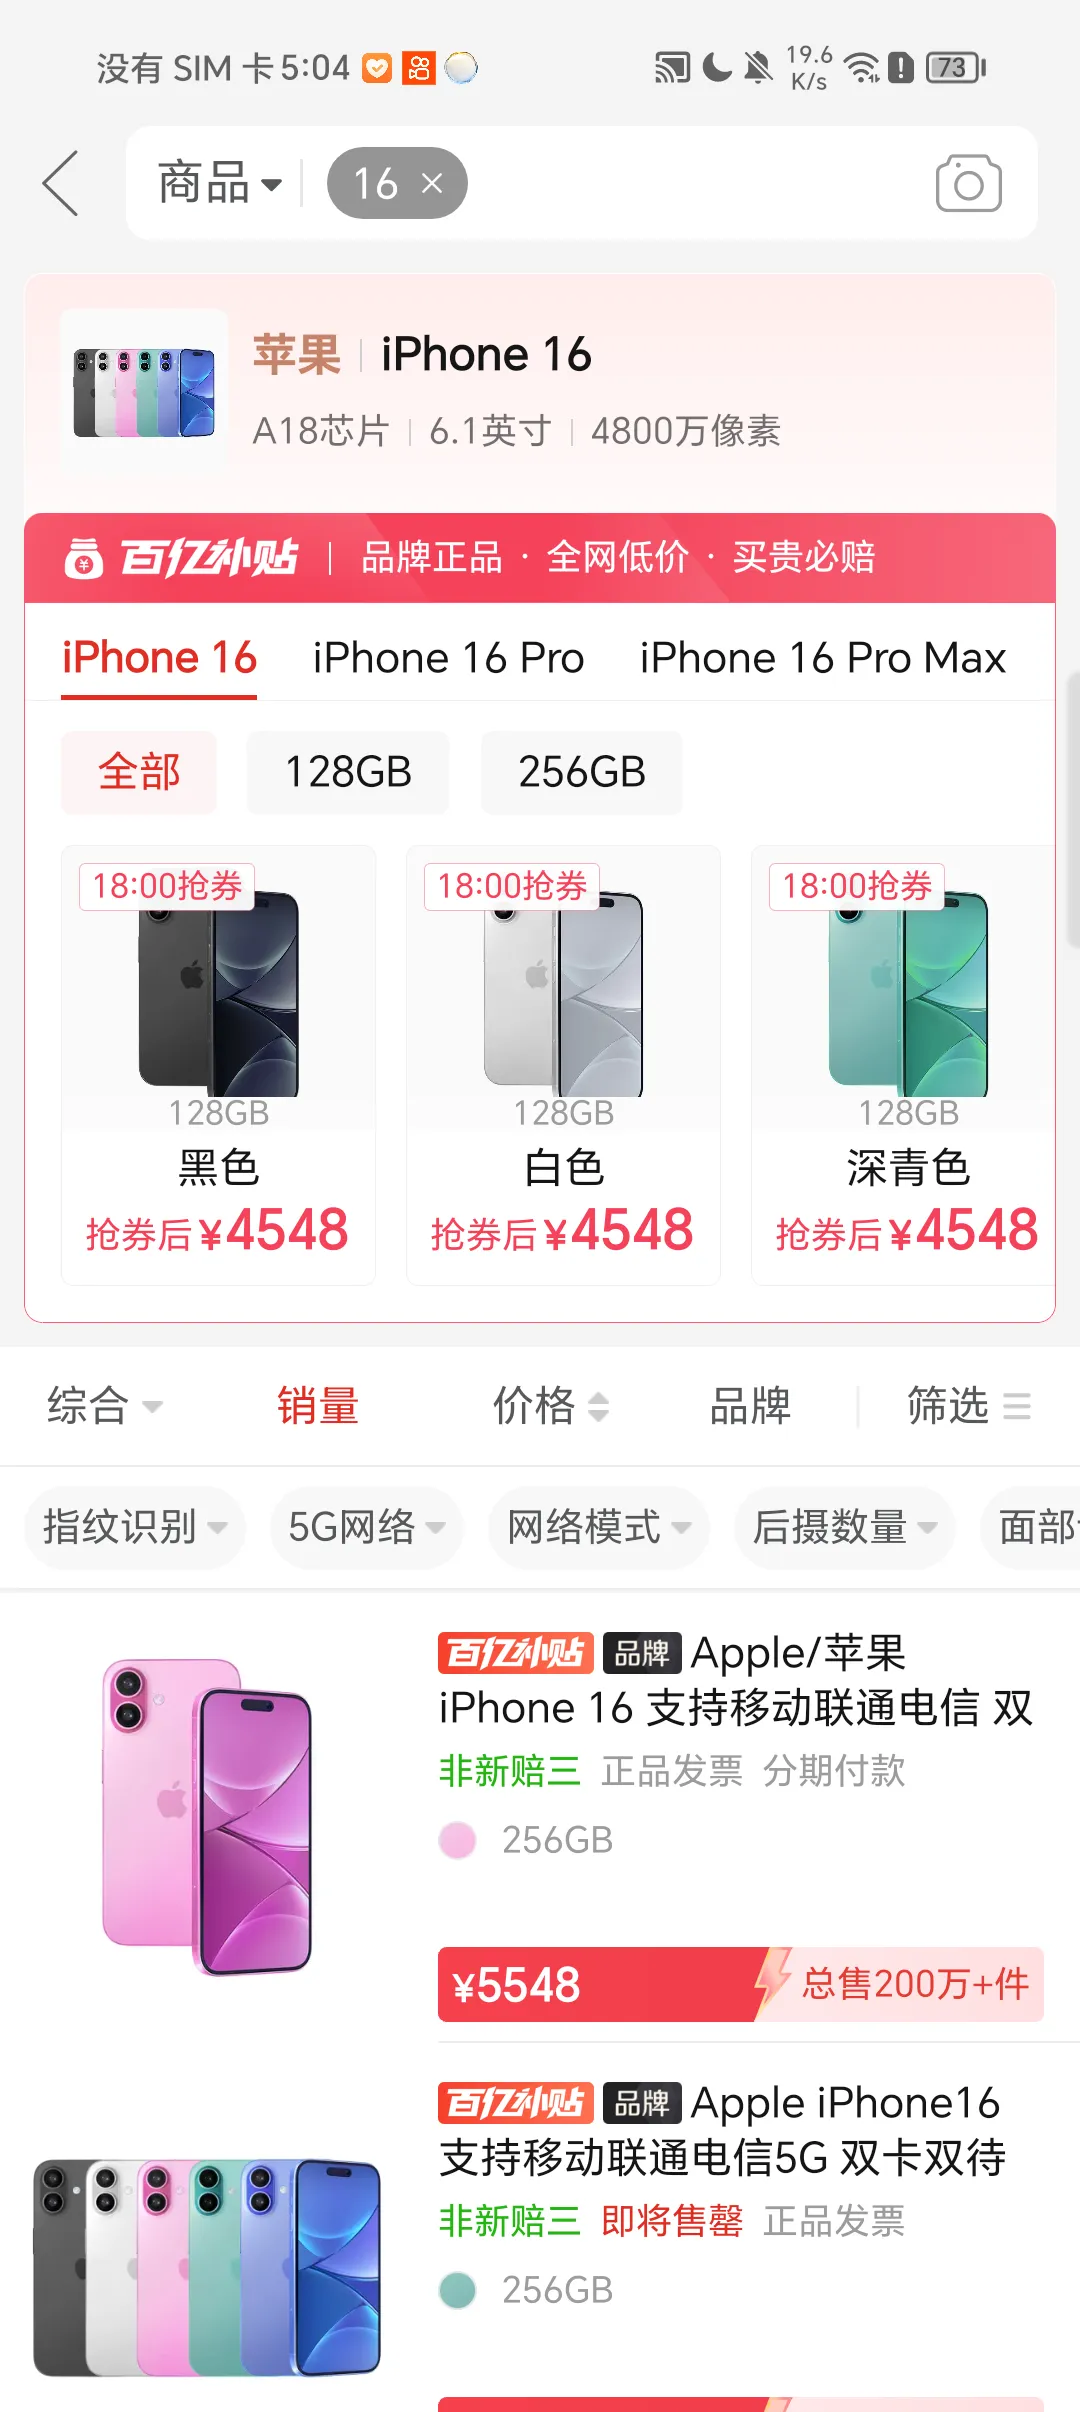 没有 SIM 卡 5:04 19.6 K/s 73
商品 16 ×
苹果 iPhone 16
A18芯片 6.1英寸 4800万像素
百亿补贴 品牌正品 · 全网低价 · 买贵必赔
iPhone 16 iPhone 16 Pro iPhone 16 Pro Max
全部 128GB 256GB
18:00抢券 18:00抢券 18:00抢券
128GB 128GB 128GB
黑色 白色 深青色
抢券后¥4548 抢券后¥4548 抢券后¥4548
综合 销量 价格 品牌 筛选
指纹识别 5G网络 网络模式 后摄数量 面部
百亿补贴 品牌 Apple/苹果
iPhone 16 支持移动联通电信 双
非新赔三 正品发票 分期付款
256GB
¥5548 总售200万+件
百亿补贴 品牌 Apple iPhone16
支持移动联通电信5G 双卡双待
非新赔三 即将售罄 正品发票
256GB